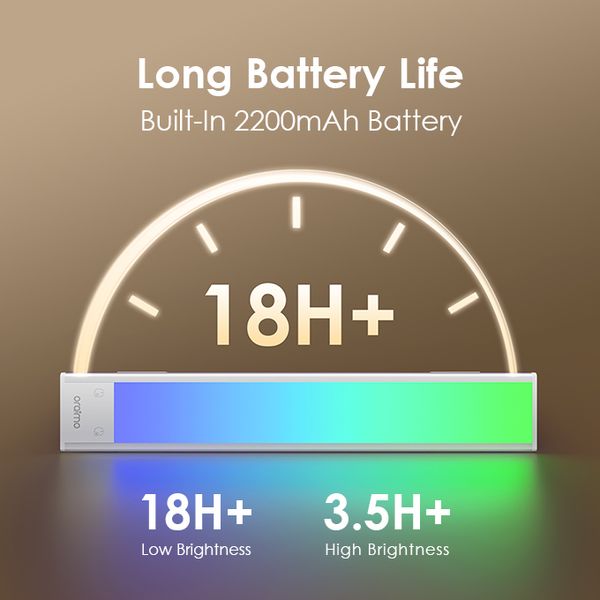 Long Battery Life
Built-In 2200mAh Battery
18H+
oraimo
18H+
Low Brightness
3.5H+
High Brightness